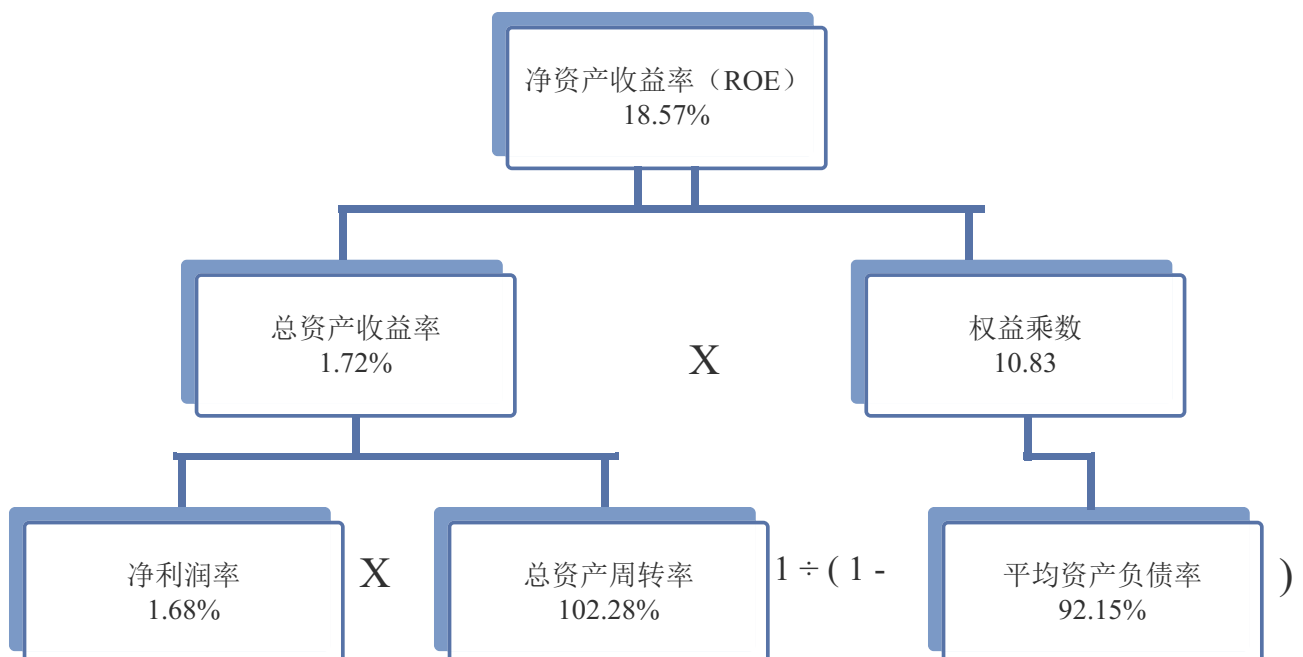 净资产收益率（ROE）
18.57%
总资产收益率
1.72%
X
权益乘数
10.83
净利润率
1.68%
X
总资产周转率
102.28%
1 ÷ ( 1 -
平均资产负债率
92.15%
)